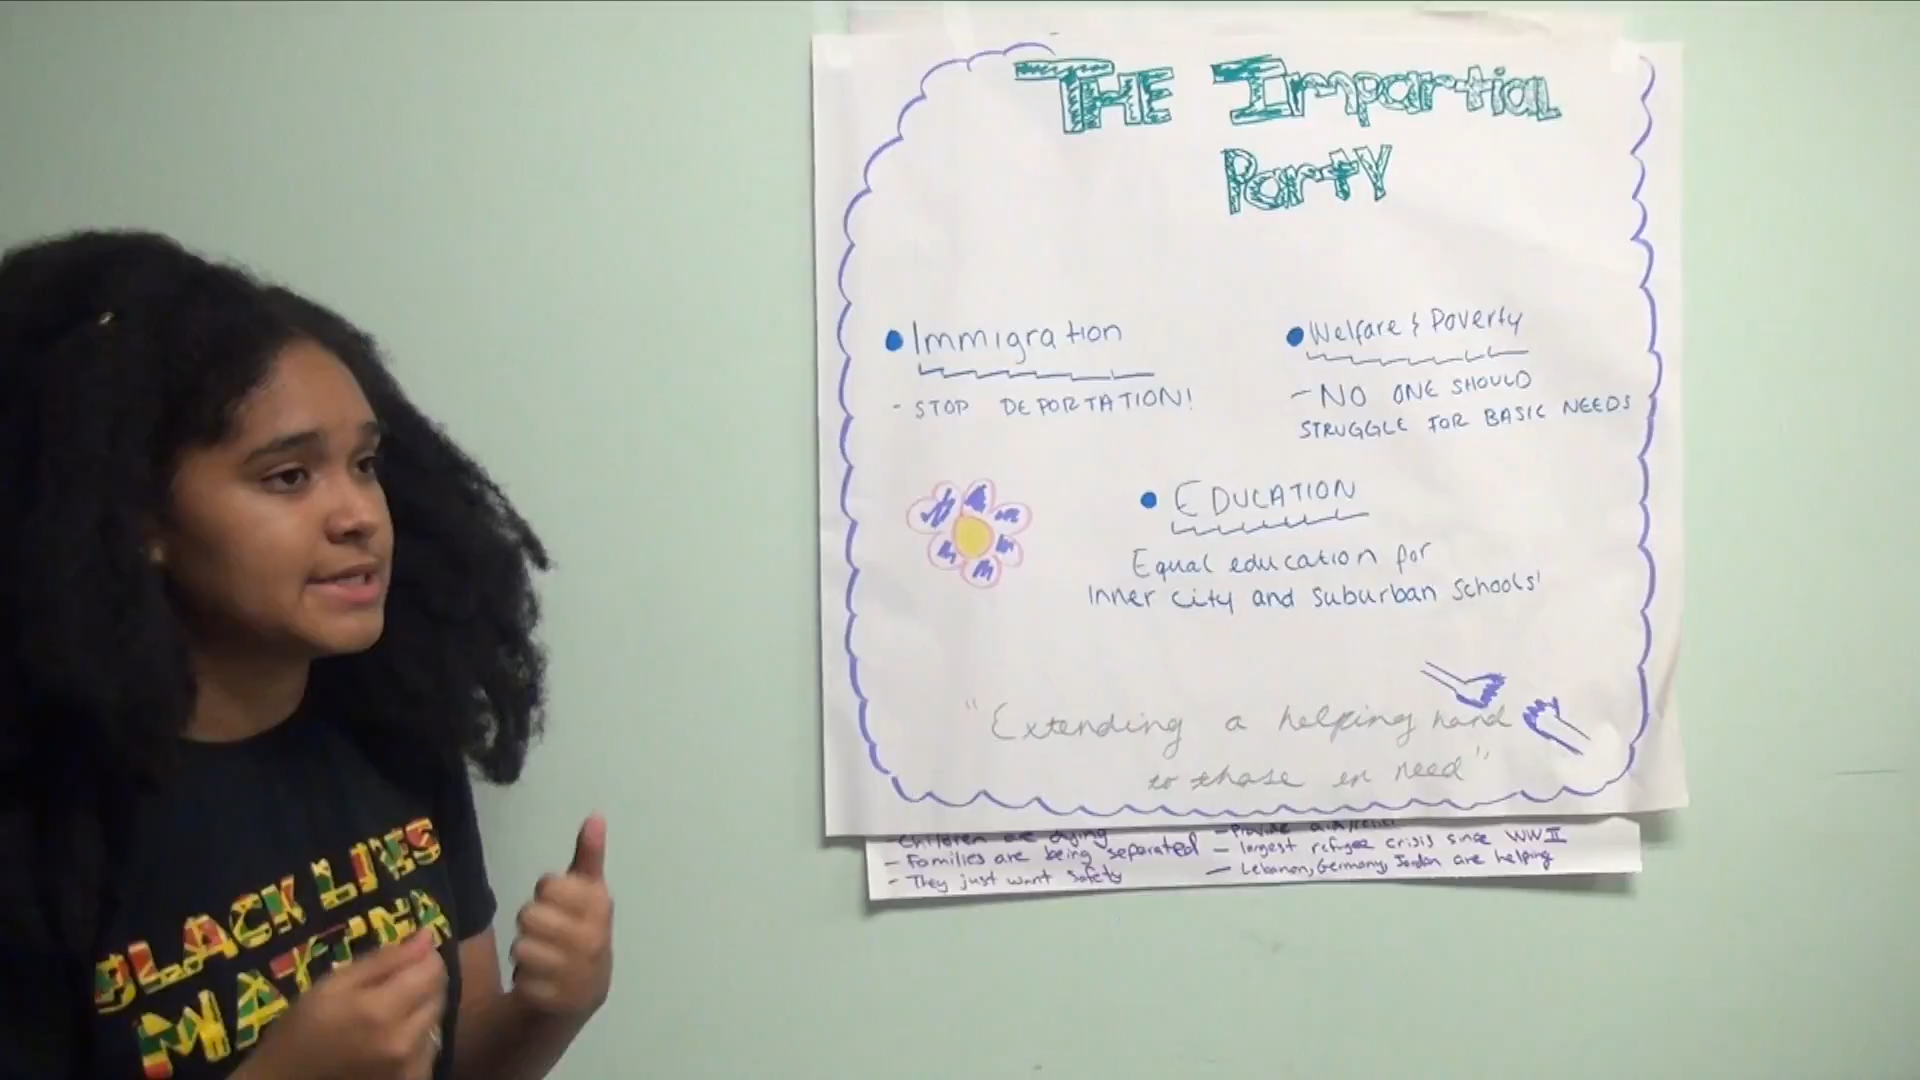 THE Impartial
Party
Immigration
- STOP DEPORTATION!
Welfare & Poverty
- NO ONE SHOULD
STRUGGLE FOR BASIC NEEDS
EDUCATION
Equal education for
Inner city and suburban schools'
"Extending a helping hand
to those in need"
- Children are dying
- Families are being separated
- They just want safety
- Provide
- largest refugee crisis since WWII
- Lebanon, Germany, Jordan are helping
BLACK LIVES
MATTER